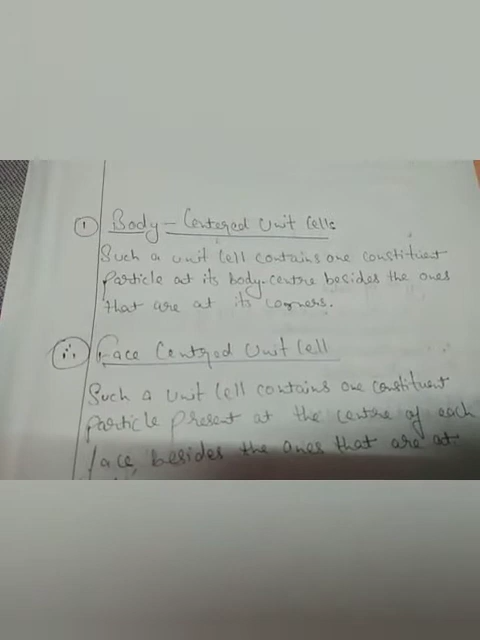 i Body-Centered Unit Cells
Such a unit cell contains one constituent
particle at its body-centre besides the ones
that are at its corners.
ii Face Centred Unit Cell
Such a unit cell contains one constituent
particle present at the centre of each
face, besides the ones that are at